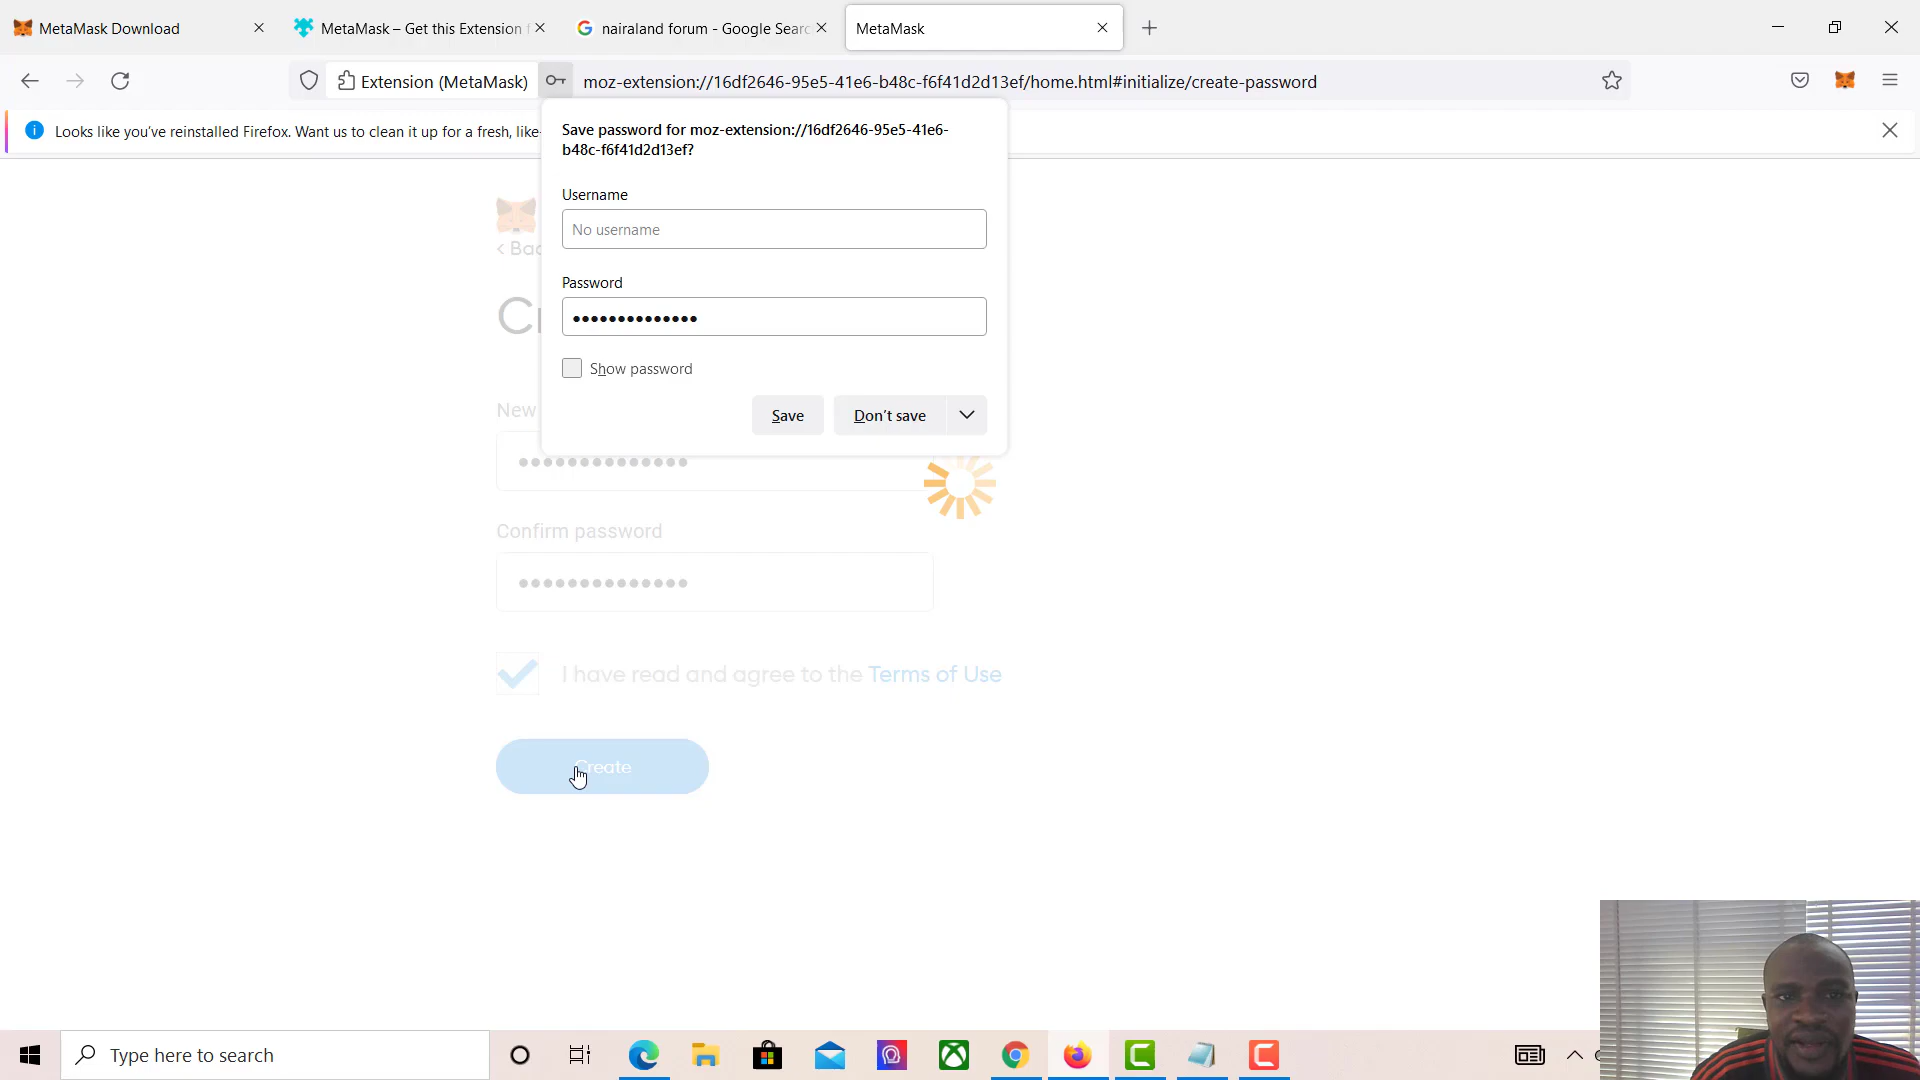 MetaMask Download
MetaMask – Get this Extension f
nairaland forum - Google Searc
MetaMask
Extension (MetaMask)
moz-extension://16df2646-95e5-41e6-b48c-f6f41d2d13ef/home.html#initialize/create-password
Looks like you've reinstalled Firefox. Want us to clean it up for a fresh, like-
Save password for moz-extension://16df2646-95e5-41e6-
b48c-f6f41d2d13ef?
Username
No username
< Bac
Password
Cr
Show password
New
Save
Don't save
Confirm password
I have read and agree to the Terms of Use
Create
Type here to search